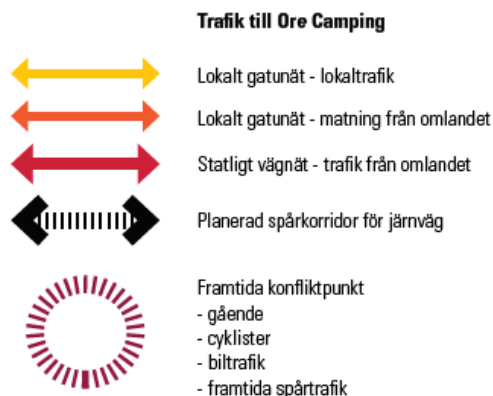 Trafik till Ore Camping
Lokalt gatunät - lokaltrafik
Lokalt gatunät - matning från omlandet
Statligt vägnät - trafik från omlandet
Planerad spårkorridor för järnväg
Framtida konfliktpunkt
- gående
- cyklister
- biltrafik
- framtida spårtrafik